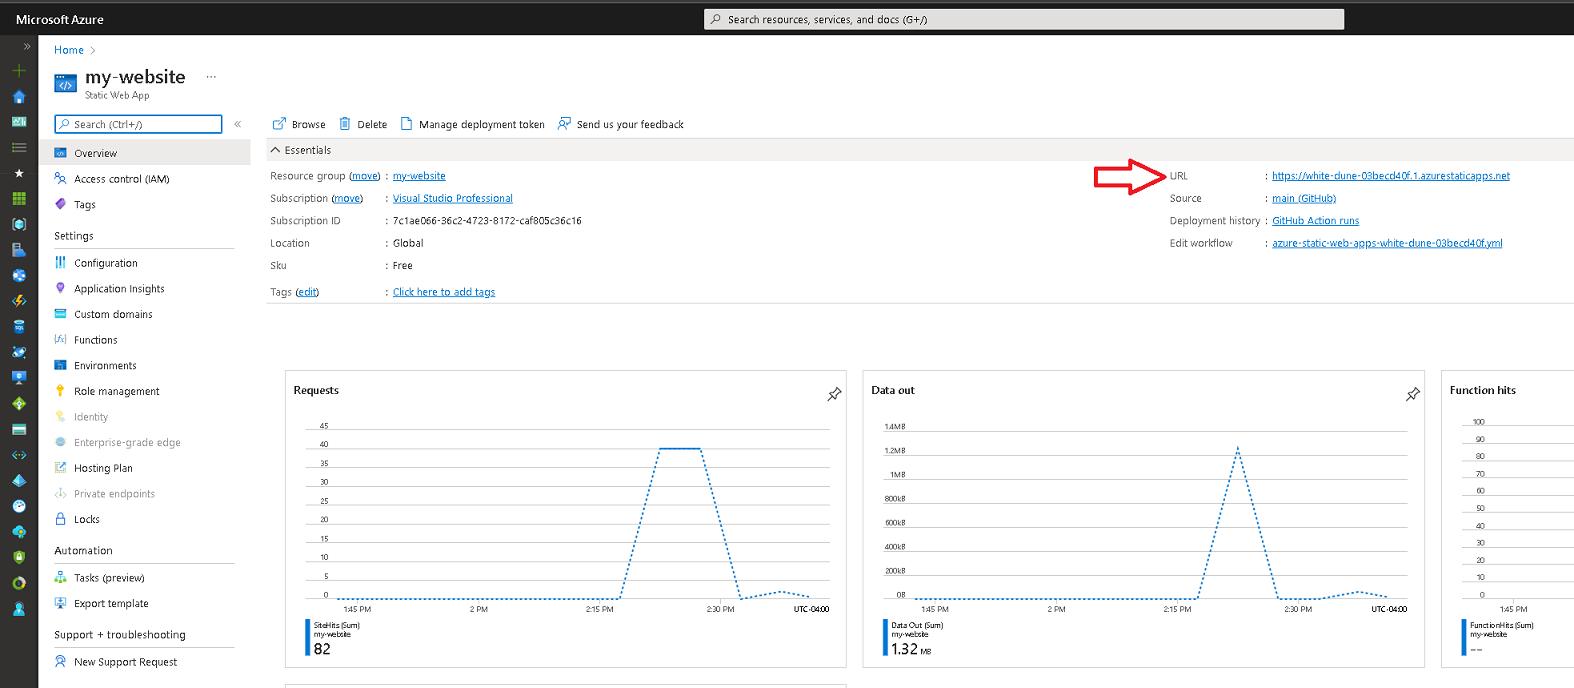 Microsoft Azure
Search resources, services, and docs (G+/)
Home
my-website
Static Web App
Search (Ctrl+/)
Browse
Delete
Manage deployment token
Send us your feedback
Overview
Access control (IAM)
Tags
Settings
Configuration
Application Insights
Custom domains
Functions
Environments
Role management
Identity
Enterprise-grade edge
Hosting Plan
Private endpoints
Locks
Automation
Tasks (preview)
Export template
Support + troubleshooting
New Support Request
Essentials
Resource group (move) : my-website
Subscription (move) : Visual Studio Professional
Subscription ID : 7c1ae066-36c2-4723-8172-caf805c36c16
Location : Global
Sku : Free
Tags (edit) : Click here to add tags
URL : https://white-dune-03becd40f.1.azurestaticapps.net
Source : main (GitHub)
Deployment history : GitHub Action runs
Edit workflow : azure-static-web-apps-white-dune-03becd40f.yml
Requests
45
40
35
30
25
20
15
10
5
0
1:45 PM 2 PM 2:15 PM 2:30 PM UTC-04:00
SiteHits (Sum)
my-website
82
Data out
1.4MB
1.2MB
1MB
800kB
600kB
400kB
200kB
0B
1:45 PM 2 PM 2:15 PM 2:30 PM UTC-04:00
Data Out (Sum)
my-website
1.32 MB
Function hits
100
90
80
70
60
50
40
30
20
10
0
1:45 PM
FunctionHits (Sum)
my-website
--